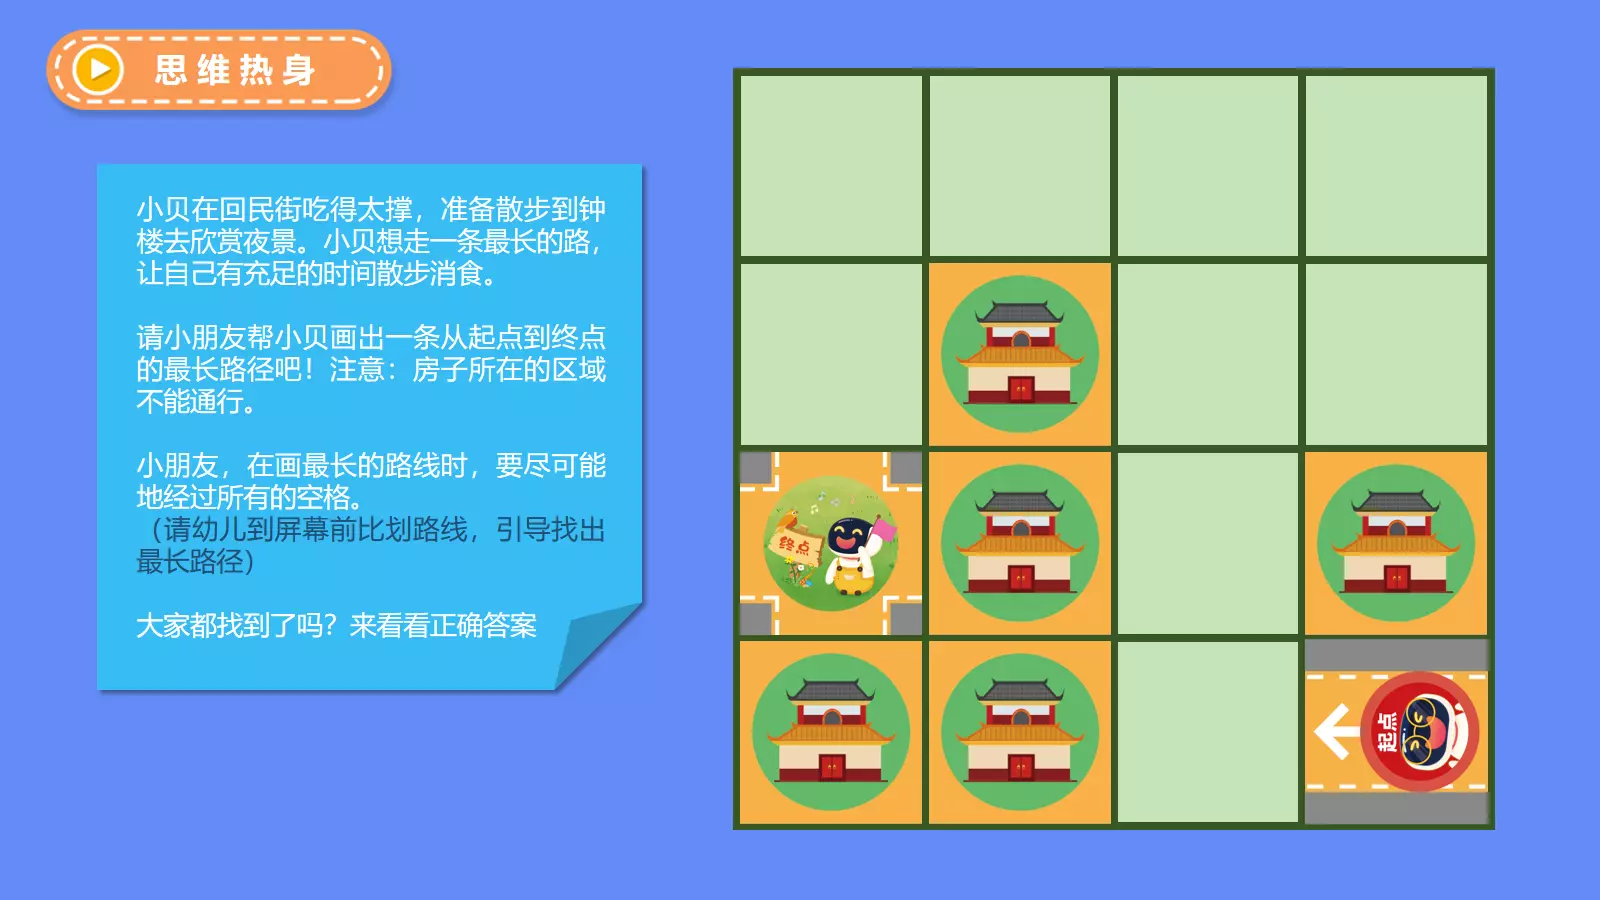 思维热身
小贝在回民街吃得太撑，准备散步到钟
楼去欣赏夜景。小贝想走一条最长的路，
让自己有充足的时间散步消食。
请小朋友帮小贝画出一条从起点到终点
的最长路径吧！注意：房子所在的区域
不能通行。
小朋友，在画最长的路线时，要尽可能
地经过所有的空格。
（请幼儿到屏幕前比划路线，引导找出
最长路径）
大家都找到了吗？来看看正确答案
终点
起点